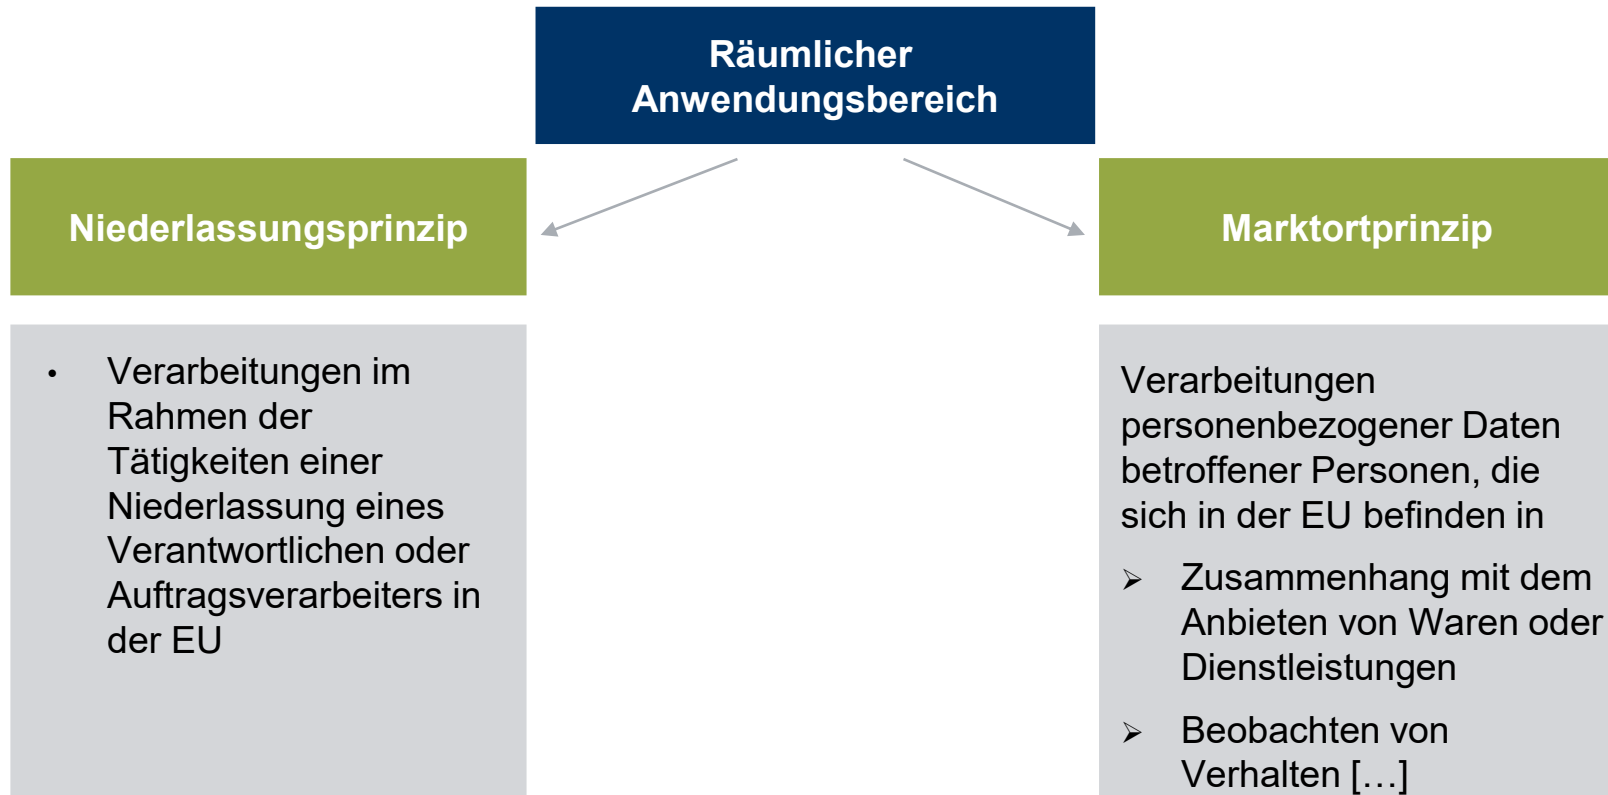 Räumlicher
Anwendungsbereich
Niederlassungsprinzip
Marktortprinzip
• Verarbeitungen im
Rahmen der
Tätigkeiten einer
Niederlassung eines
Verantwortlichen oder
Auftragsverarbeiters in
der EU
Verarbeitungen
personenbezogener Daten
betroffener Personen, die
sich in der EU befinden in
➢ Zusammenhang mit dem
Anbieten von Waren oder
Dienstleistungen
➢ Beobachten von
Verhalten […]